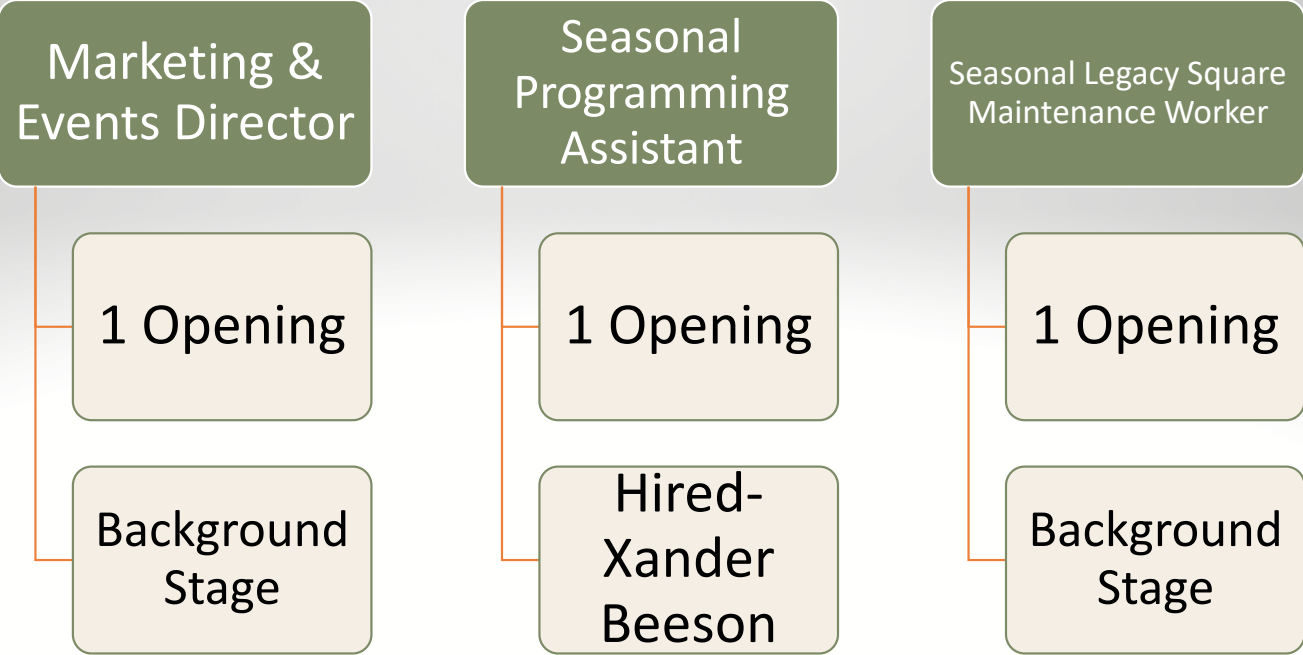 Marketing &
Events Director
1 Opening
Background
Stage
Seasonal
Programming
Assistant
1 Opening
Hired-
Xander
Beeson
Seasonal Legacy Square
Maintenance Worker
1 Opening
Background
Stage